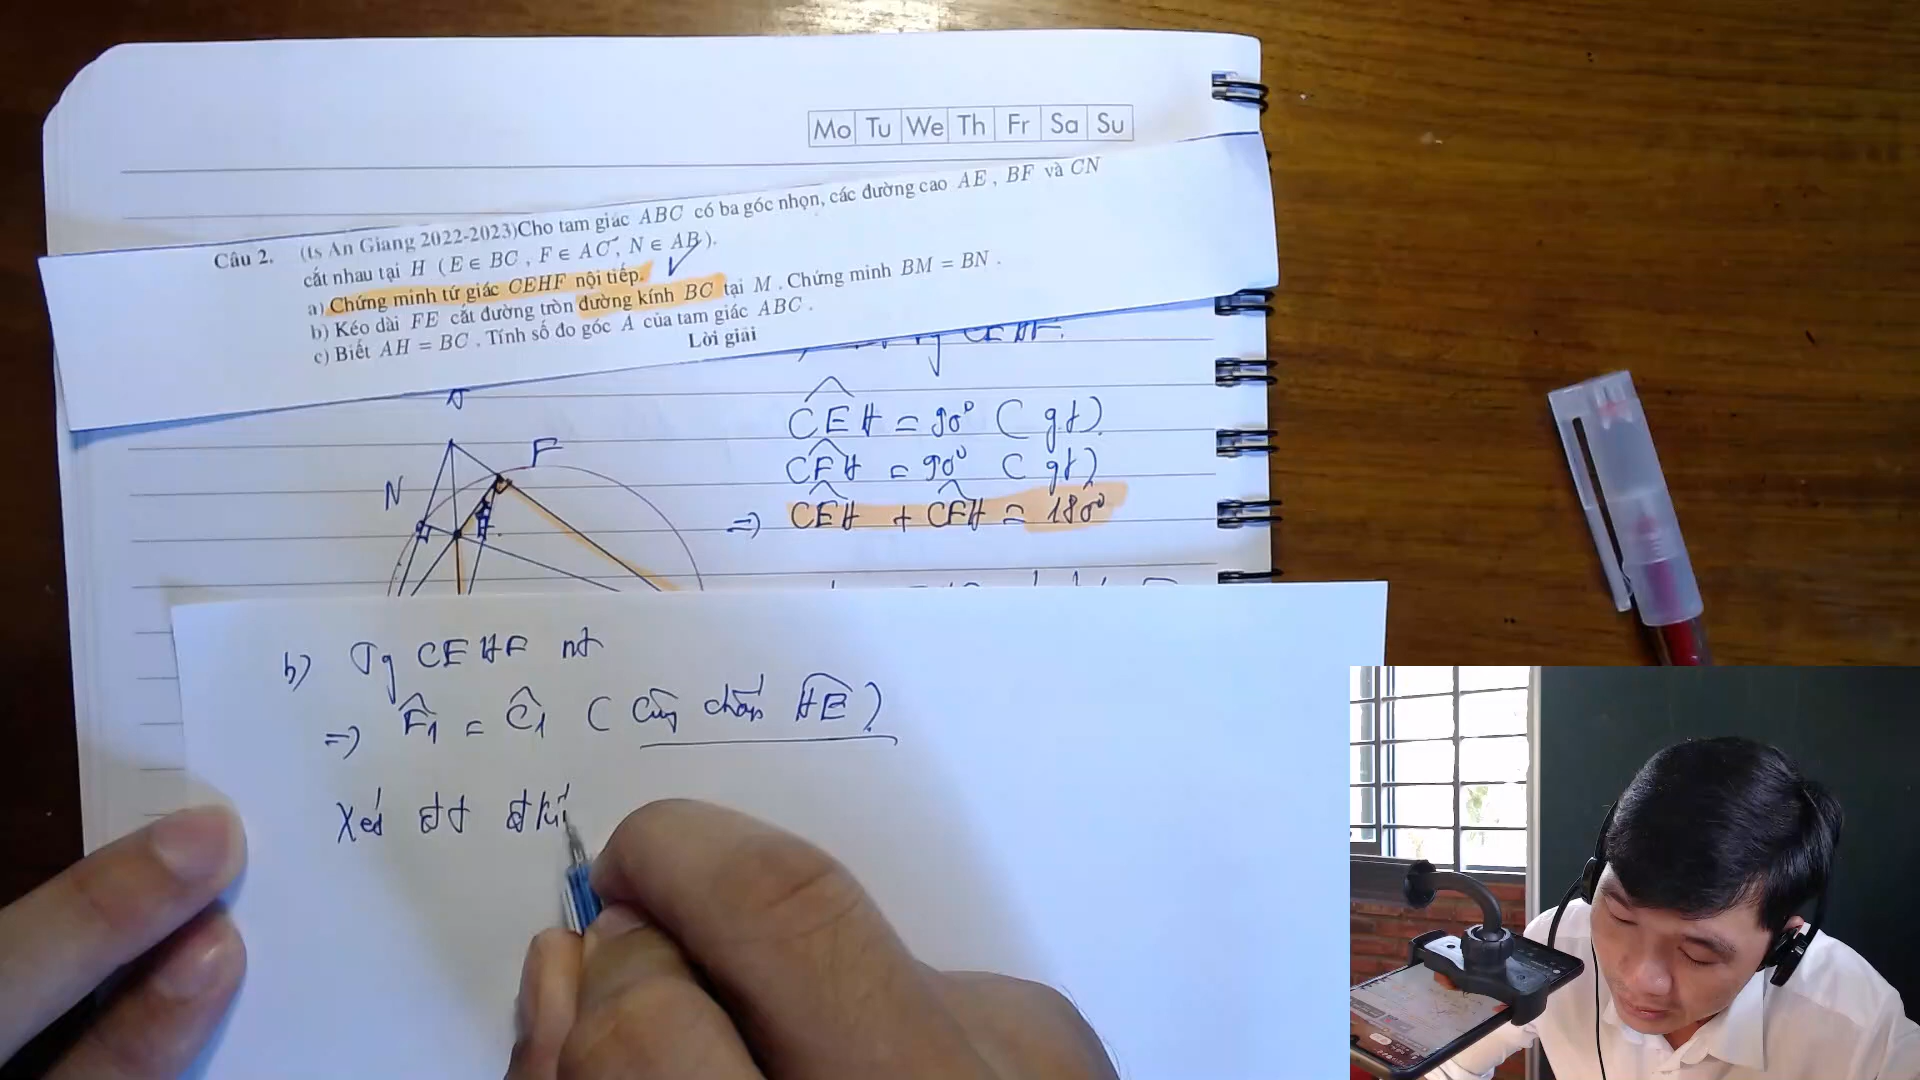 Mo Tu We Th Fr Sa Su
Câu 2. (ts An Giang 2022-2023)Cho tam giác ABC có ba góc nhọn, các đường cao AE, BF và CN
cắt nhau tại H (E ∈ BC, F ∈ AC, N ∈ AB).
a) Chứng minh tứ giác CEHF nội tiếp.
b) Kéo dài FE cắt đường tròn đường kính BC tại M. Chứng minh BM = BN.
c) Biết AH = BC. Tính số đo góc A của tam giác ABC.
Lời giải
CEHF.
CEH = 90° (gt)
CFH = 90° (gt)
=> CEH + CFH = 180°
F
N
H
b) Tg CEHF nt
=> F1 = C1 (cùng chắn HE)
Xét đt đkí